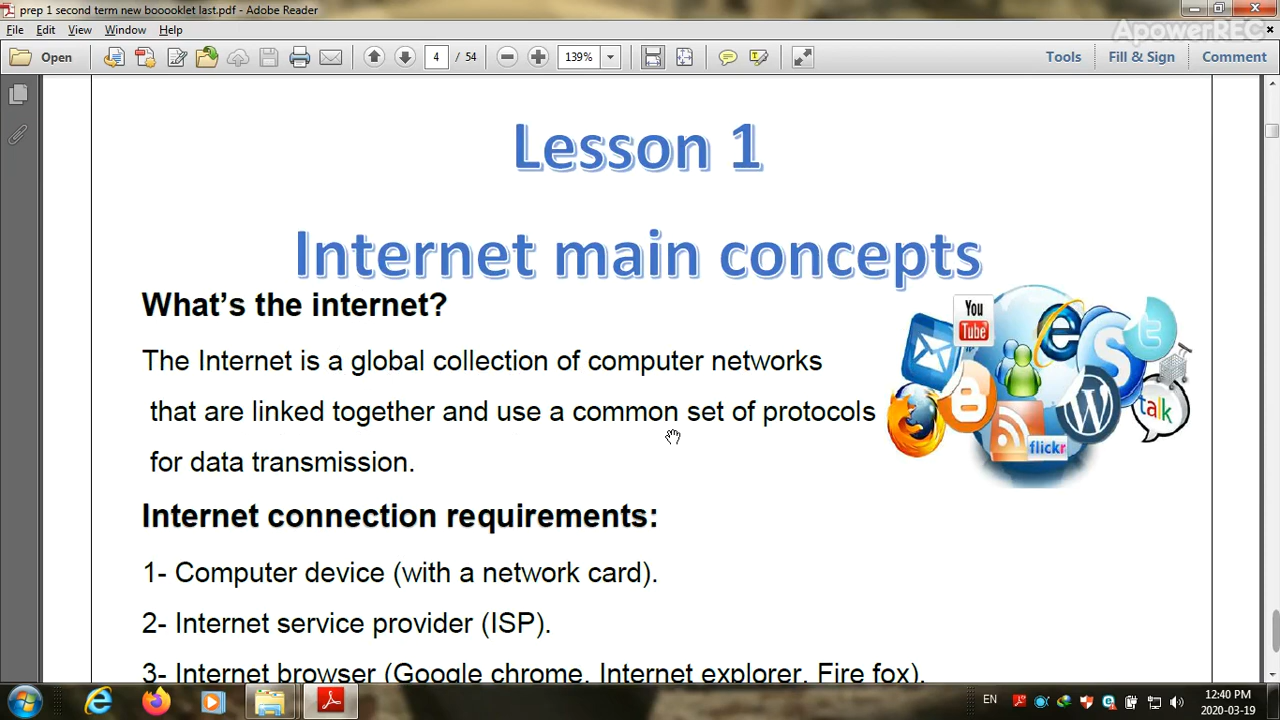 prep 1 second term new booooklet last.pdf - Adobe Reader
File Edit View Window Help
ApowerREC
Open 4 / 54 139% Tools Fill & Sign Comment
Lesson 1
Internet main concepts
What's the internet?
The Internet is a global collection of computer networks
that are linked together and use a common set of protocols
for data transmission.
You
Tube
talk
flickr
Internet connection requirements:
1- Computer device (with a network card).
2- Internet service provider (ISP).
3- Internet browser (Google chrome, Internet explorer, Fire fox).
EN 12:40 PM
2020-03-19